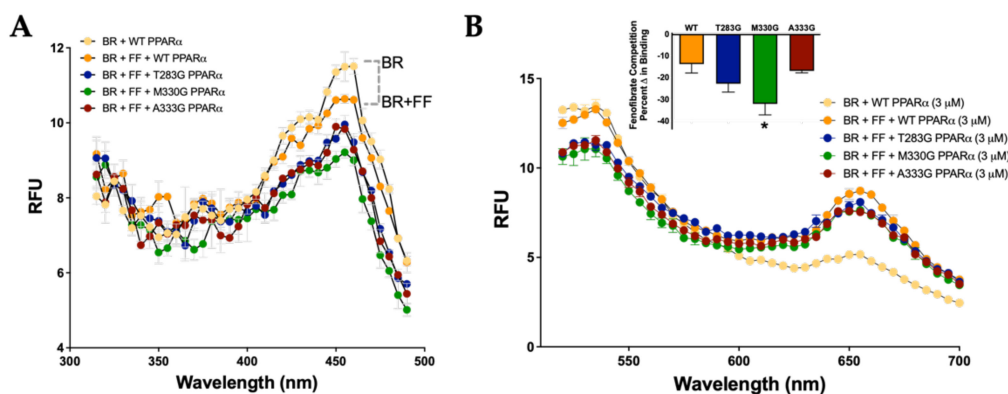 A
BR + WT PPARα
BR + FF + WT PPARα
BR + FF + T283G PPARα
BR + FF + M330G PPARα
BR + FF + A333G PPARα
BR
BR+FF
RFU
12
10
8
6
4
300
350
400
450
500
Wavelength (nm)
B
WT
T283G
M330G
A333G
Fenofibrate Competition
Percent Δ in Binding
0
-10
-20
-30
-40
*
BR + WT PPARα (3 μM)
BR + FF + WT PPARα (3 μM)
BR + FF + T283G PPARα (3 μM)
BR + FF + M330G PPARα (3 μM)
BR + FF + A333G PPARα (3 μM)
RFU
15
10
5
0
550
600
650
700
Wavelength (nm)